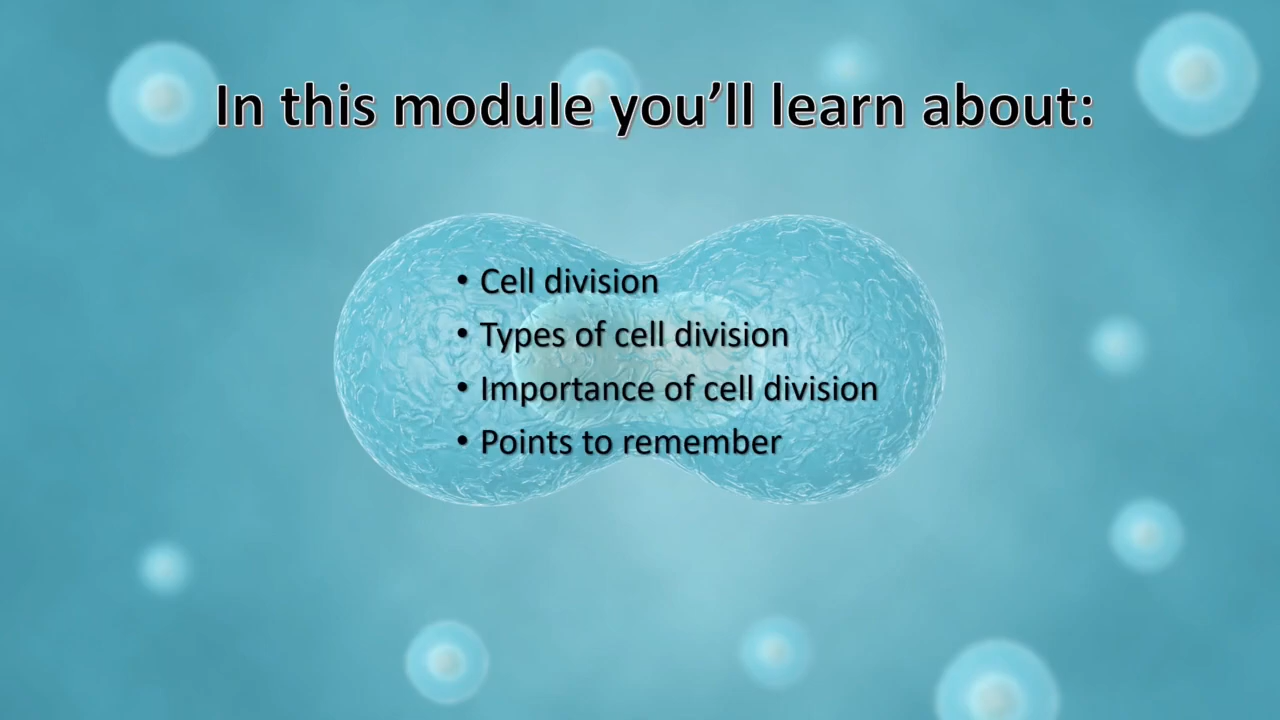 In this module you’ll learn about:
• Cell division
• Types of cell division
• Importance of cell division
• Points to remember